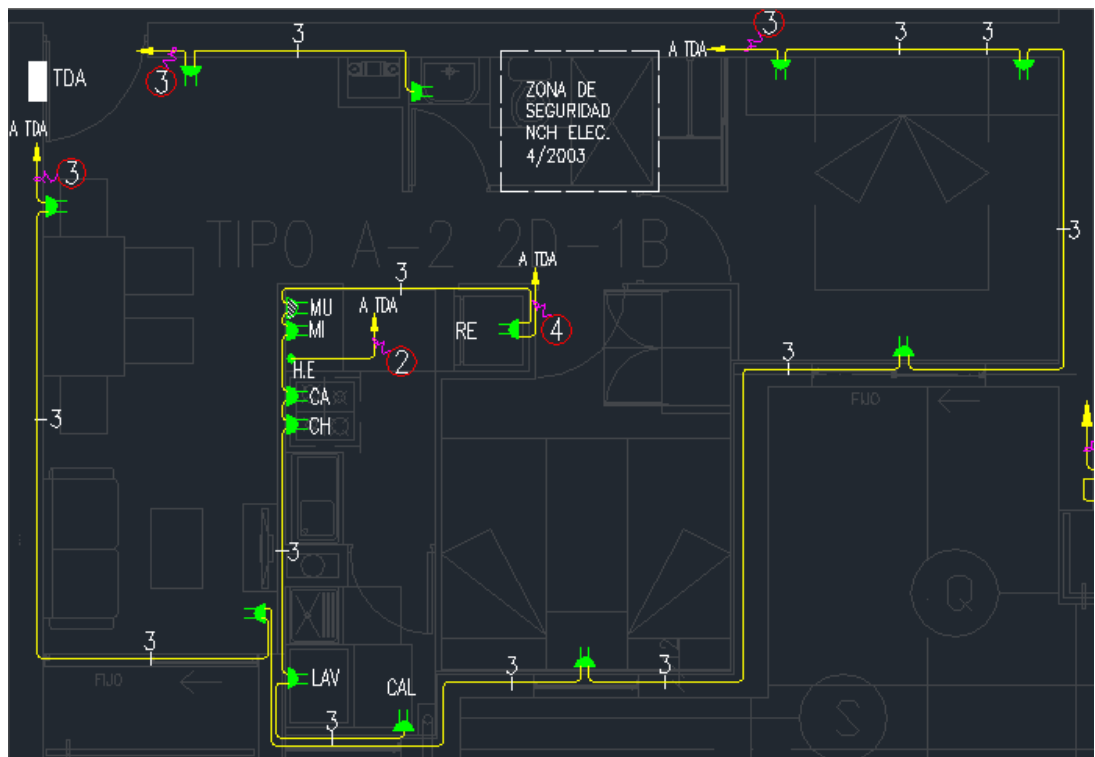 3
3
A TDA
3
3
3
TDA
ZONA DE
SEGURIDAD
NCH ELEC.
4/2003
A TDA
3
TIPO A-2 2D-1B
3
3
A TDA
A TDA
MU
MI
RE
4
H.E
2
3
CA
FIJO
CH
3
3
3
3
3
FIJO
LAV
CAL
3
Q
S